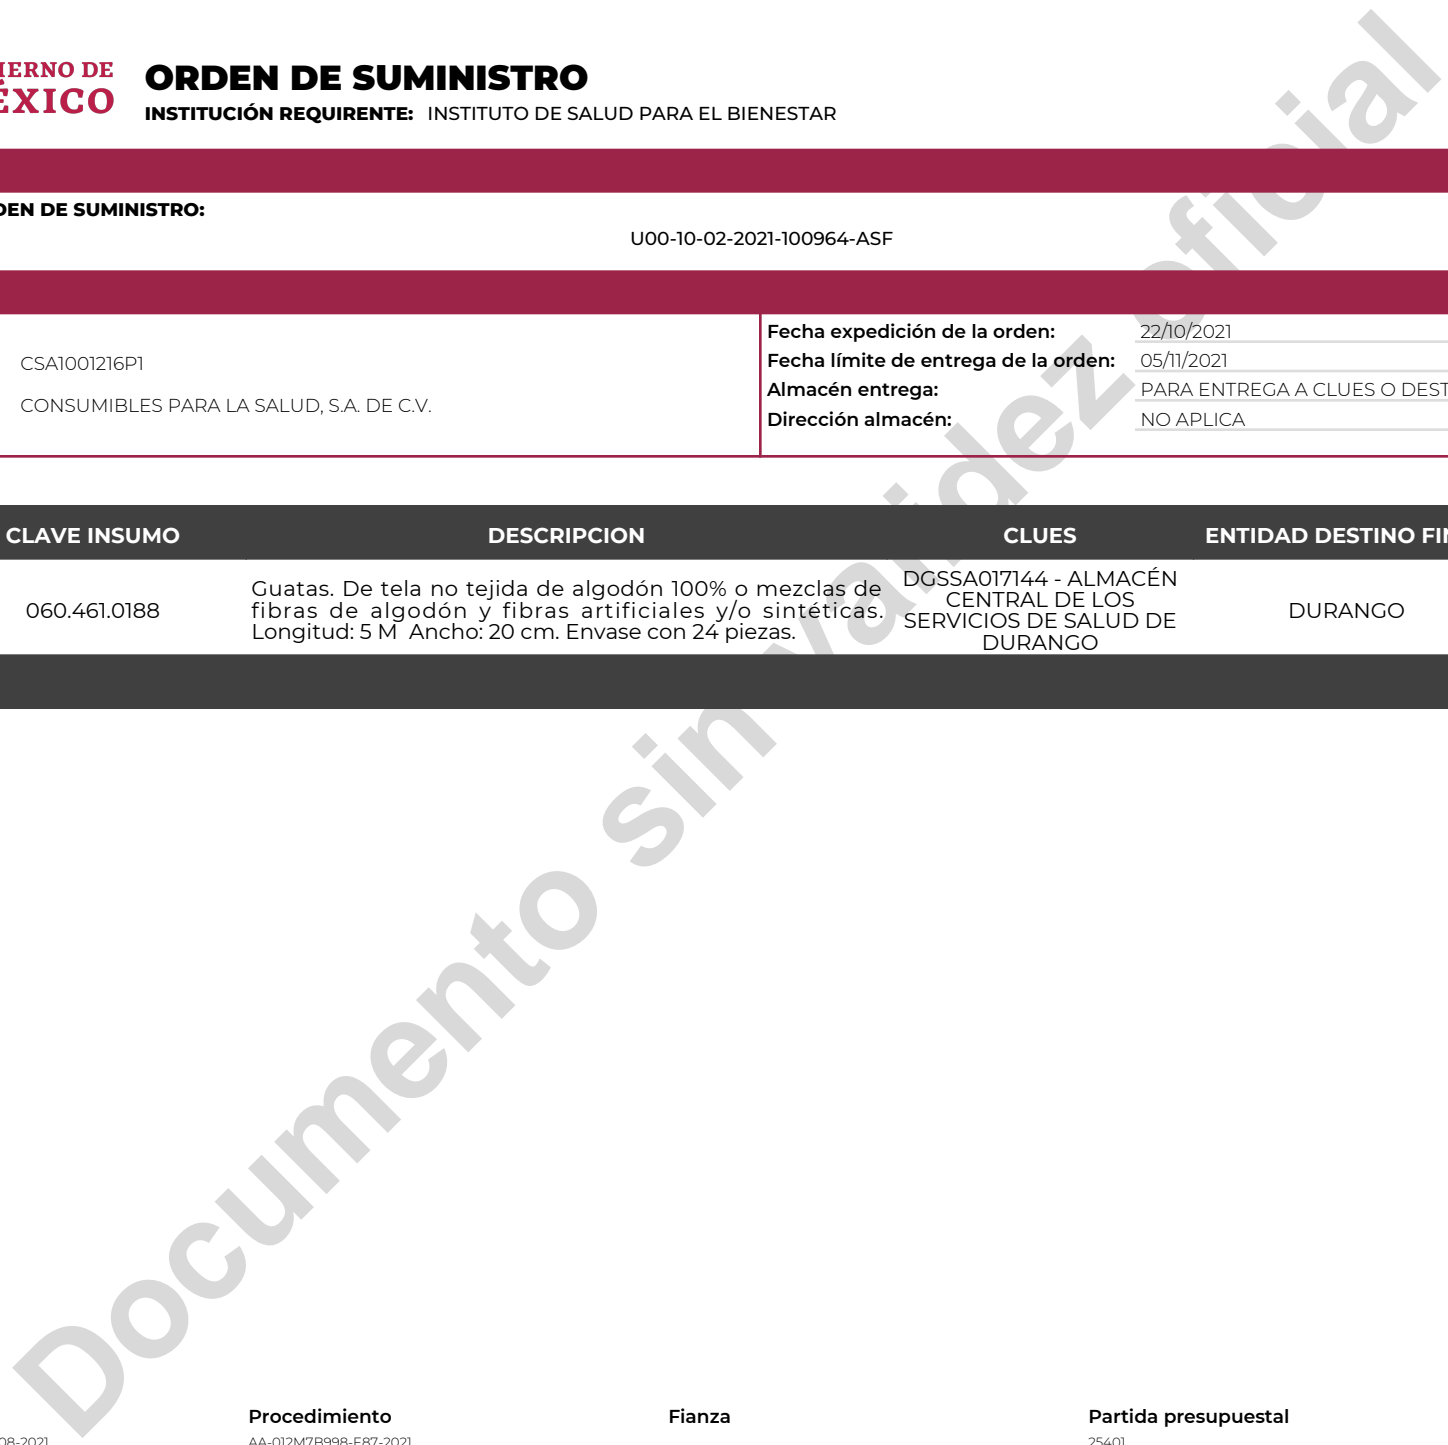 IERNO DE
ÉXICO
ORDEN DE SUMINISTRO
INSTITUCIÓN REQUIRENTE: INSTITUTO DE SALUD PARA EL BIENESTAR
DEN DE SUMINISTRO:
U00-10-02-2021-100964-ASF
CSA1001216P1
CONSUMIBLES PARA LA SALUD, S.A. DE C.V.
Fecha expedición de la orden: 22/10/2021
Fecha límite de entrega de la orden: 05/11/2021
Almacén entrega: PARA ENTREGA A CLUES O DEST
Dirección almacén: NO APLICA
CLAVE INSUMO DESCRIPCION CLUES ENTIDAD DESTINO FIN
060.461.0188
Guatas. De tela no tejida de algodón 100% o mezclas de
fibras de algodón y fibras artificiales y/o sintéticas.
Longitud: 5 M Ancho: 20 cm. Envase con 24 piezas.
DGSSA017144 - ALMACÉN
CENTRAL DE LOS
SERVICIOS DE SALUD DE
DURANGO
DURANGO
Documento sin validez oficial
Procedimiento Fianza Partida presupuestal
08-2021 AA-012M7B998-E87-2021 25401